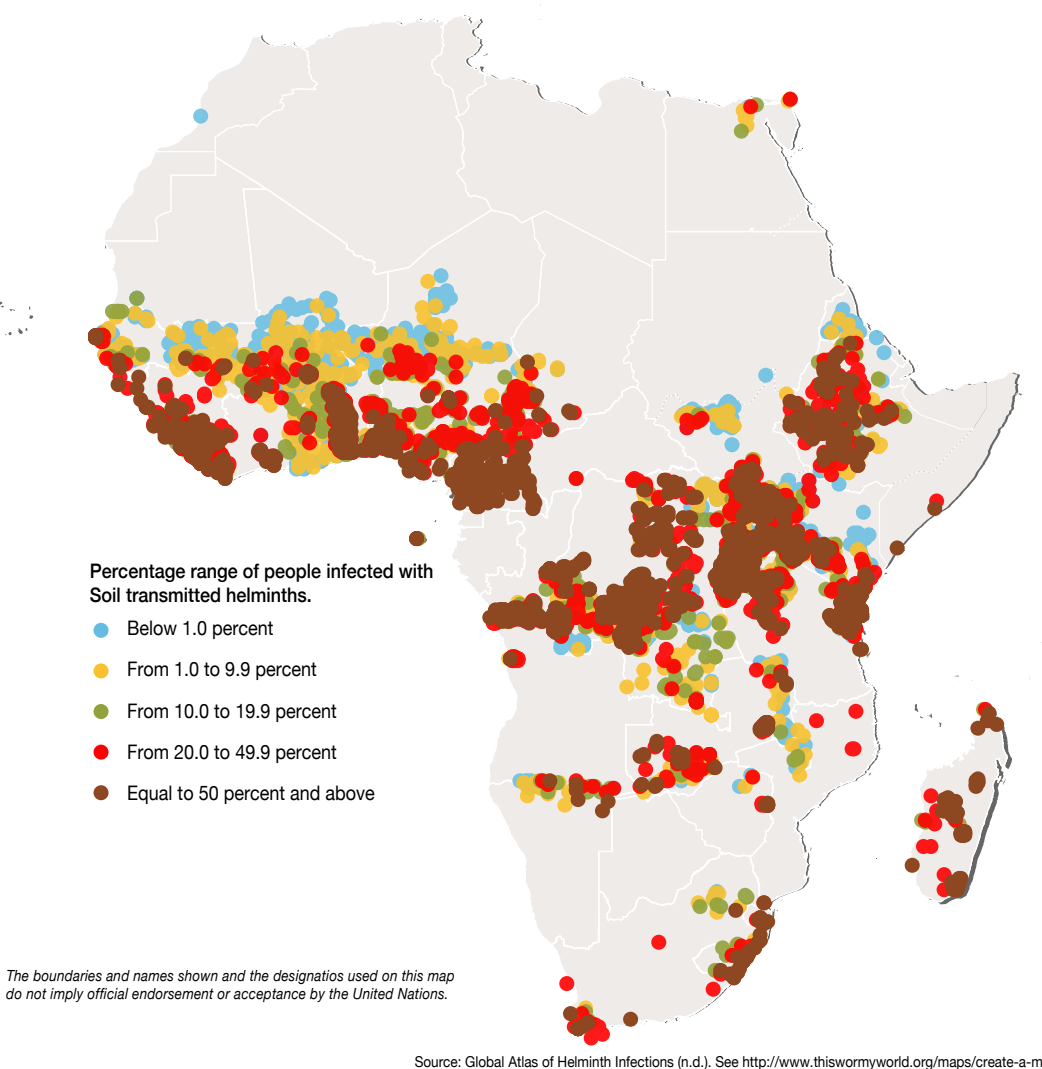 Percentage range of people infected with
Soil transmitted helminths.
Below 1.0 percent
From 1.0 to 9.9 percent
From 10.0 to 19.9 percent
From 20.0 to 49.9 percent
Equal to 50 percent and above
The boundaries and names shown and the designatios used on this map
do not imply official endorsement or acceptance by the United Nations.
Source: Global Atlas of Helminth Infections (n.d.). See http://www.thiswormyworld.org/maps/create-a-m